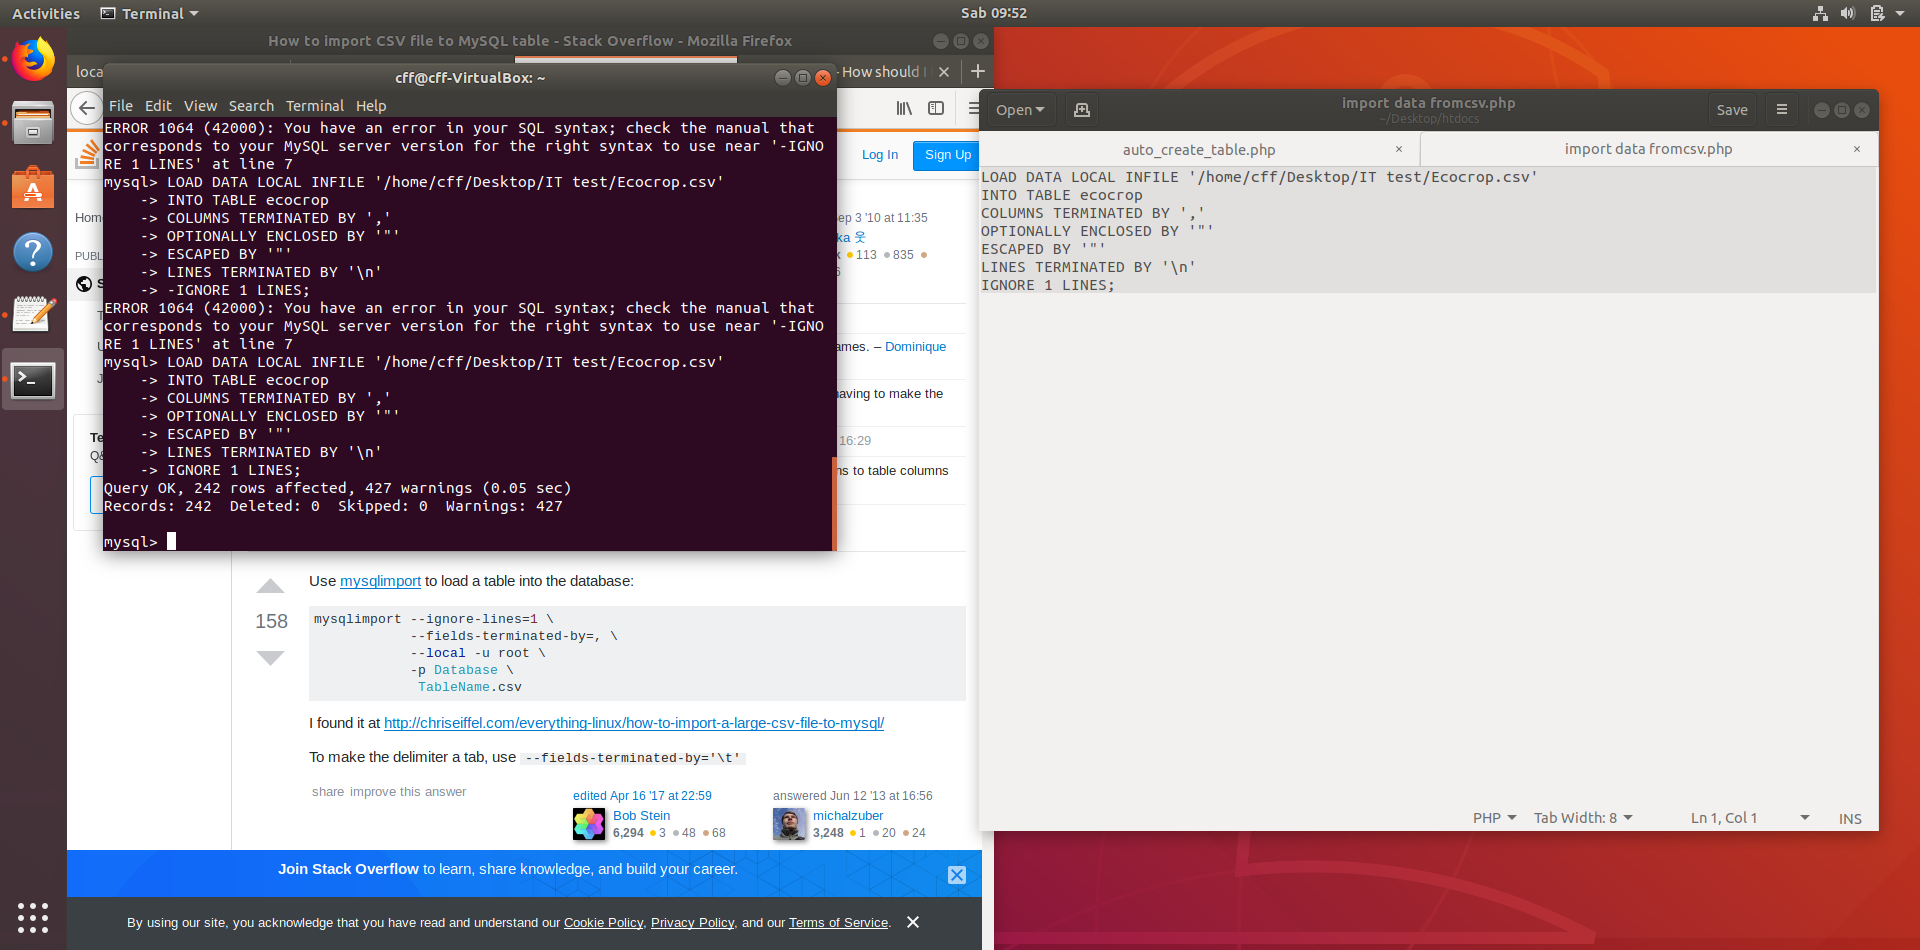 Activities
Terminal
Sab 09:52
How to import CSV file to MySQL table - Stack Overflow - Mozilla Firefox
loca
How should I
cff@cff-VirtualBox: ~
File Edit View Search Terminal Help
ERROR 1064 (42000): You have an error in your SQL syntax; check the manual that
corresponds to your MySQL server version for the right syntax to use near '-IGNO
RE 1 LINES' at line 7
mysql> LOAD DATA LOCAL INFILE '/home/cff/Desktop/IT test/Ecocrop.csv'
-> INTO TABLE ecocrop
-> COLUMNS TERMINATED BY ','
-> OPTIONALLY ENCLOSED BY '"'
-> ESCAPED BY '"'
-> LINES TERMINATED BY '\n'
-> -IGNORE 1 LINES;
ERROR 1064 (42000): You have an error in your SQL syntax; check the manual that
corresponds to your MySQL server version for the right syntax to use near '-IGNO
RE 1 LINES' at line 7
mysql> LOAD DATA LOCAL INFILE '/home/cff/Desktop/IT test/Ecocrop.csv'
-> INTO TABLE ecocrop
-> COLUMNS TERMINATED BY ','
-> OPTIONALLY ENCLOSED BY '"'
-> ESCAPED BY '"'
-> LINES TERMINATED BY '\n'
-> IGNORE 1 LINES;
Query OK, 242 rows affected, 427 warnings (0.05 sec)
Records: 242 Deleted: 0 Skipped: 0 Warnings: 427
mysql>
Log In
Sign Up
Hom
PUBL
S
Te
Q&
ep 3 '10 at 11:35
ka 웃
k 113 835
6
ames. – Dominique
aving to make the
16:29
ns to table columns
158
Use mysqlimport to load a table into the database:
mysqlimport --ignore-lines=1 \
--fields-terminated-by=, \
--local -u root \
-p Database \
TableName.csv
I found it at http://chriseiffel.com/everything-linux/how-to-import-a-large-csv-file-to-mysql/
To make the delimiter a tab, use --fields-terminated-by='\t'
share improve this answer
edited Apr 16 '17 at 22:59
Bob Stein
6,294 3 48 68
answered Jun 12 '13 at 16:56
michalzuber
3,248 1 20 24
Join Stack Overflow to learn, share knowledge, and build your career.
By using our site, you acknowledge that you have read and understand our Cookie Policy, Privacy Policy, and our Terms of Service.
Open
import data fromcsv.php
~/Desktop/htdocs
Save
auto_create_table.php
import data fromcsv.php
LOAD DATA LOCAL INFILE '/home/cff/Desktop/IT test/Ecocrop.csv'
INTO TABLE ecocrop
COLUMNS TERMINATED BY ','
OPTIONALLY ENCLOSED BY '"'
ESCAPED BY '"'
LINES TERMINATED BY '\n'
IGNORE 1 LINES;
PHP
Tab Width: 8
Ln 1, Col 1
INS